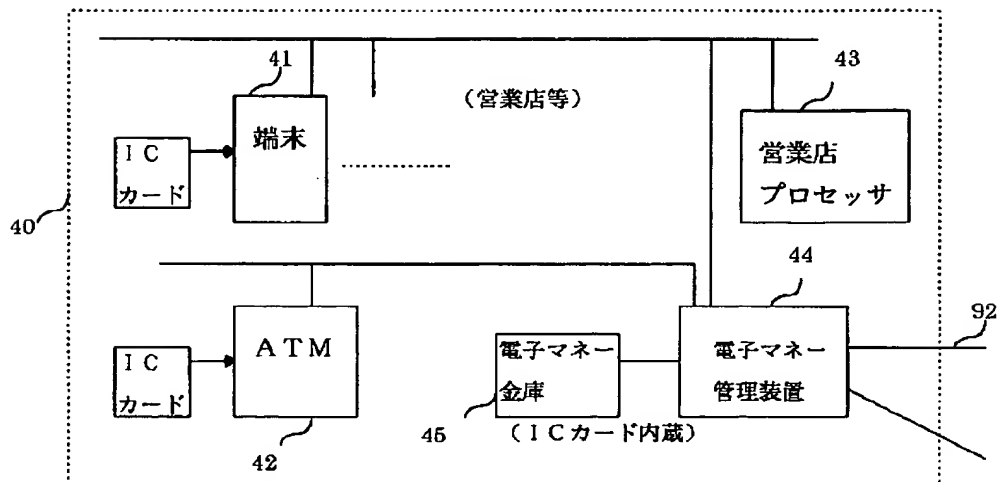 41
43
(営業店等)
端末
営業店
プロセッサ
IC
カード
40
44
92
ATM
電子マネー
金庫
電子マネー
管理装置
IC
カード
45
(ICカード内蔵)
42